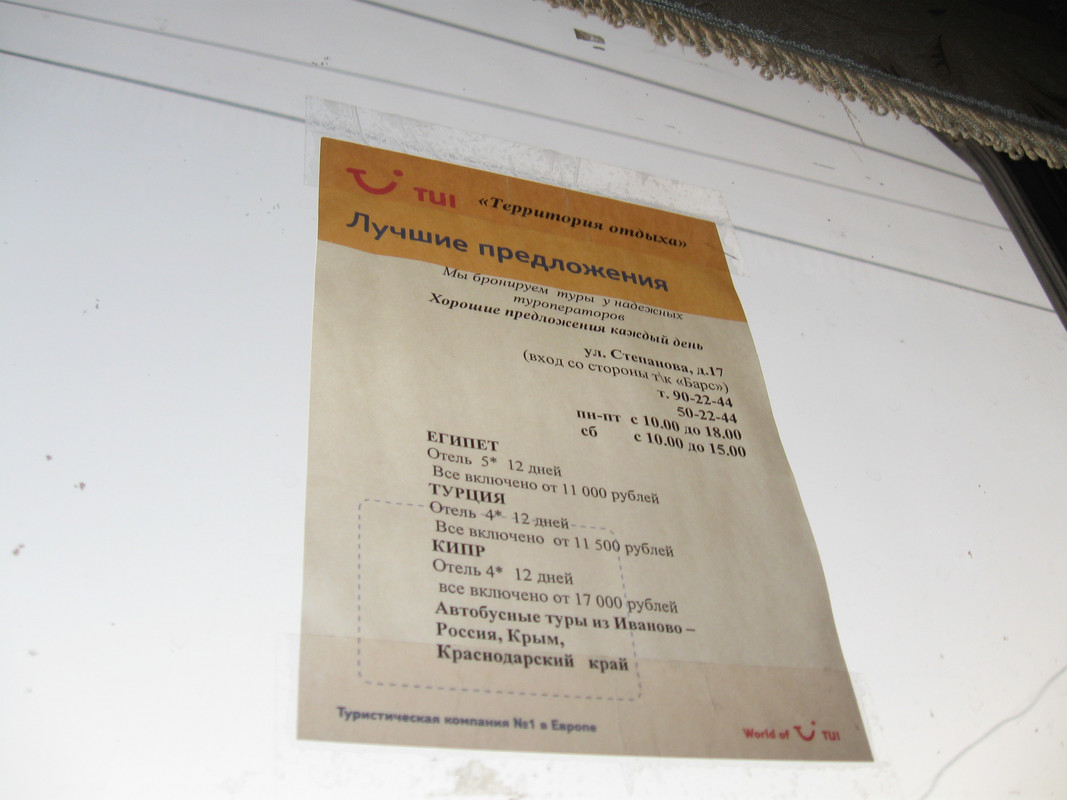 TUI «Территория отдыха»
Лучшие предложения
Мы бронируем туры у надежных
туроператоров
Хорошие предложения каждый день
ул. Степанова, д.17
(вход со стороны т\к «Барс»)
т. 90-22-44
50-22-44
пн-пт с 10.00 до 18.00
сб с 10.00 до 15.00
ЕГИПЕТ
Отель 5* 12 дней
Все включено от 11 000 рублей
ТУРЦИЯ
Отель 4* 12 дней
Все включено от 11 500 рублей
КИПР
Отель 4* 12 дней
все включено от 17 000 рублей
Автобусные туры из Иваново –
Россия, Крым,
Краснодарский край
Туристическая компания №1 в Европе
World of TUI